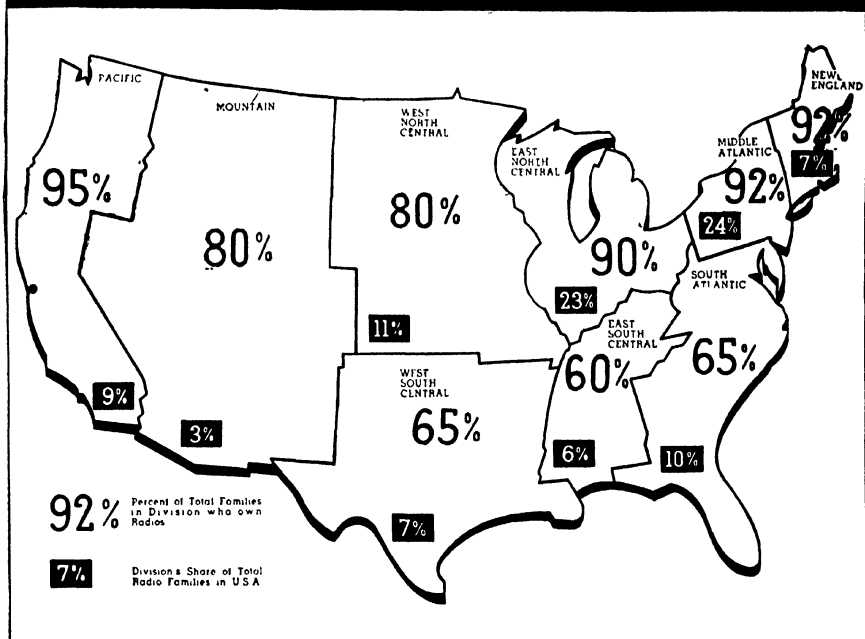 PACIFIC
95%
9%
MOUNTAIN
80%
3%
WEST
NORTH
CENTRAL
80%
11%
WEST
SOUTH
CENTRAL
65%
7%
EAST
NORTH
CENTRAL
90%
23%
EAST
SOUTH
CENTRAL
60%
6%
SOUTH
ATLANTIC
65%
10%
MIDDLE
ATLANTIC
92%
24%
NEW
ENGLAND
92%
7%
92% Percent of Total Families
in Division who own
Radios
7% Division's Share of Total
Radio Families in USA